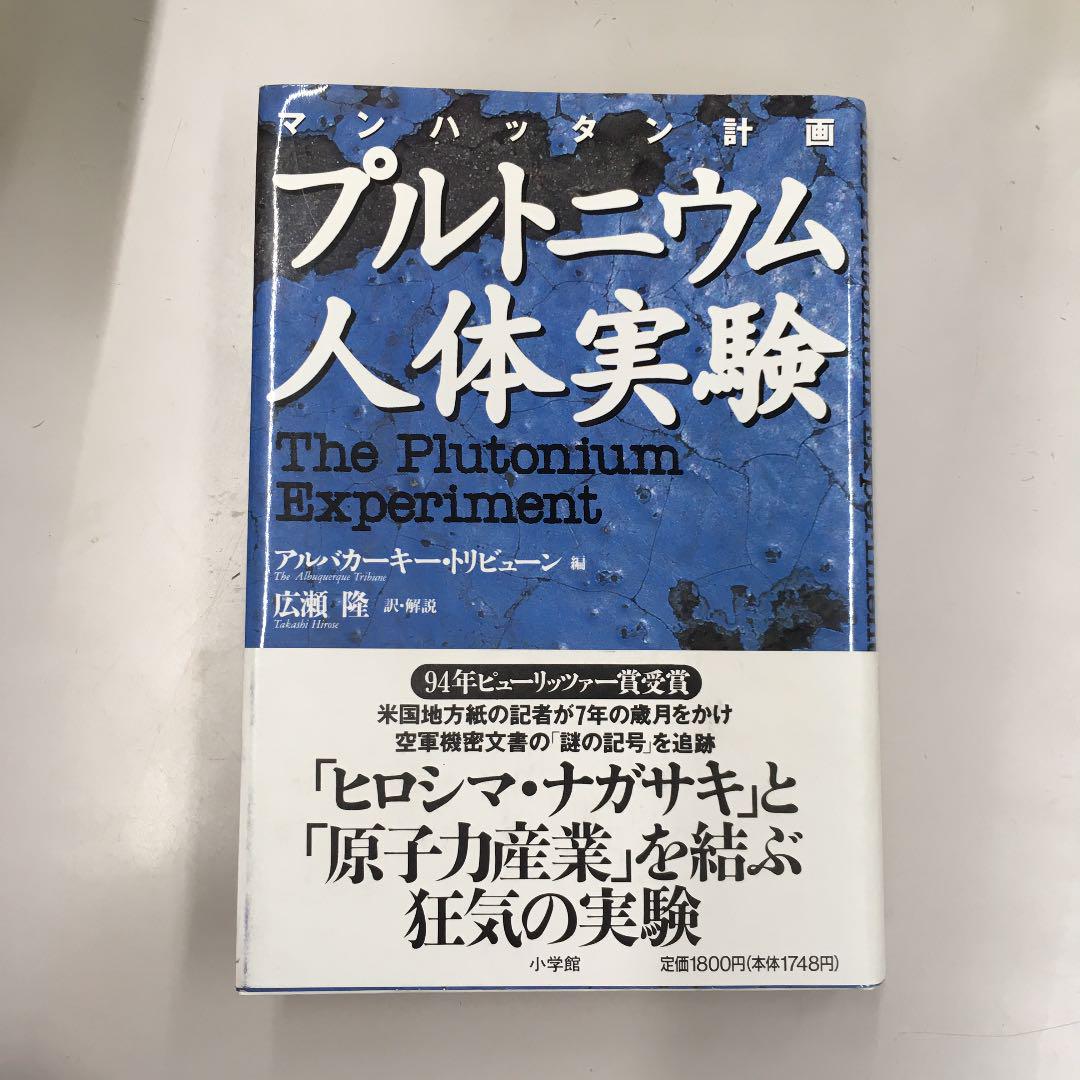 マンハッタン計画
プルトニウム
人体実験
The Plutonium
Experiment
アルバカーキー・トリビューン 編
The Albuquerque Tribune
広瀬 隆 訳・解説
Takashi Hirose
94年ピューリッツァー賞受賞
米国地方紙の記者が7年の歳月をかけ
空軍機密文書の「謎の記号」を追跡
「ヒロシマ・ナガサキ」と
「原子力産業」を結ぶ
狂気の実験
小学館 定価1800円(本体1748円)